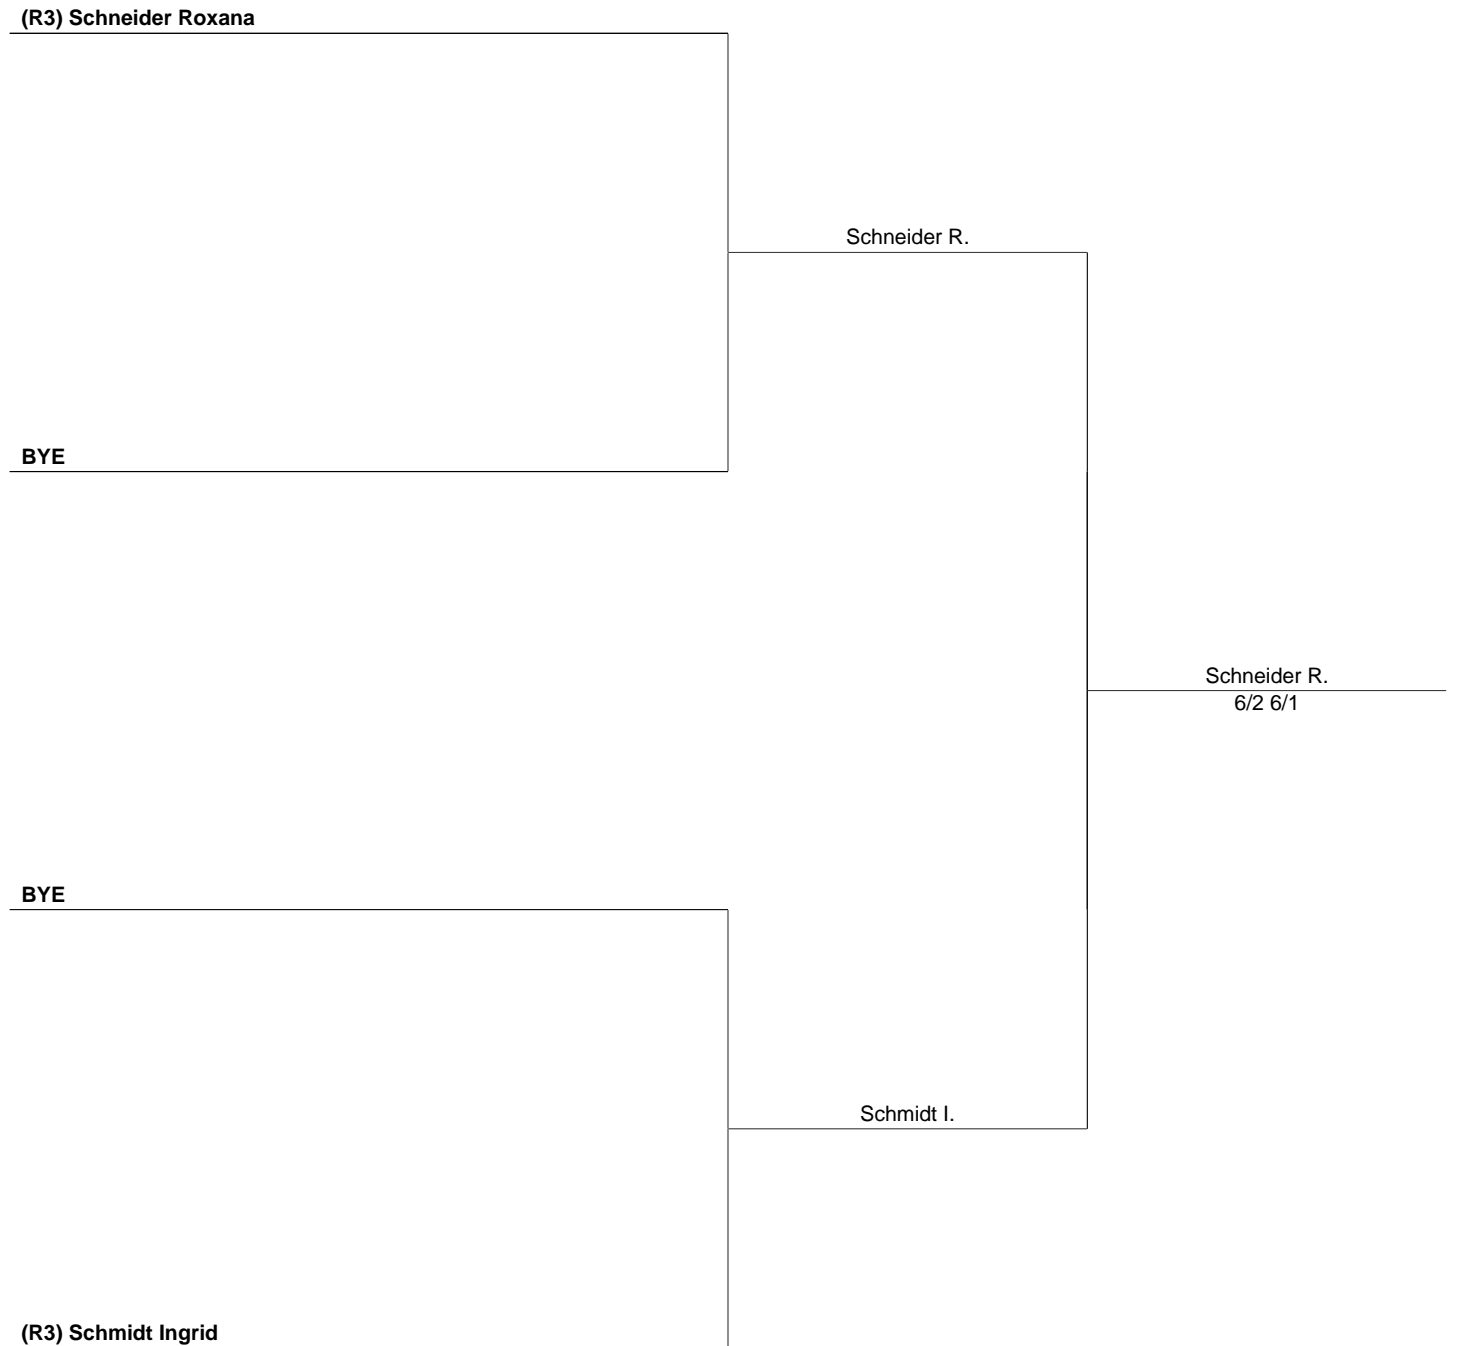 (R3) Schneider Roxana
Schneider R.
BYE
Schneider R.
6/2 6/1
BYE
Schmidt I.
(R3) Schmidt Ingrid